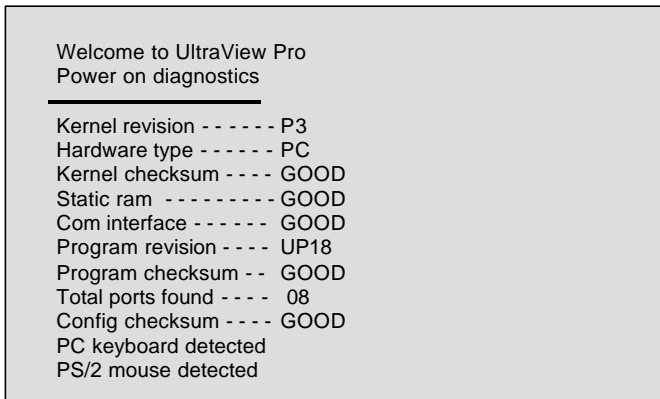 Welcome to UltraView Pro
Power on diagnostics
Kernel revision - - - - - - P3
Hardware type - - - - - - PC
Kernel checksum - - - - GOOD
Static ram - - - - - - - - - GOOD
Com interface - - - - - - GOOD
Program revision - - - - UP18
Program checksum - - GOOD
Total ports found - - - - 08
Config checksum - - - - GOOD
PC keyboard detected
PS/2 mouse detected